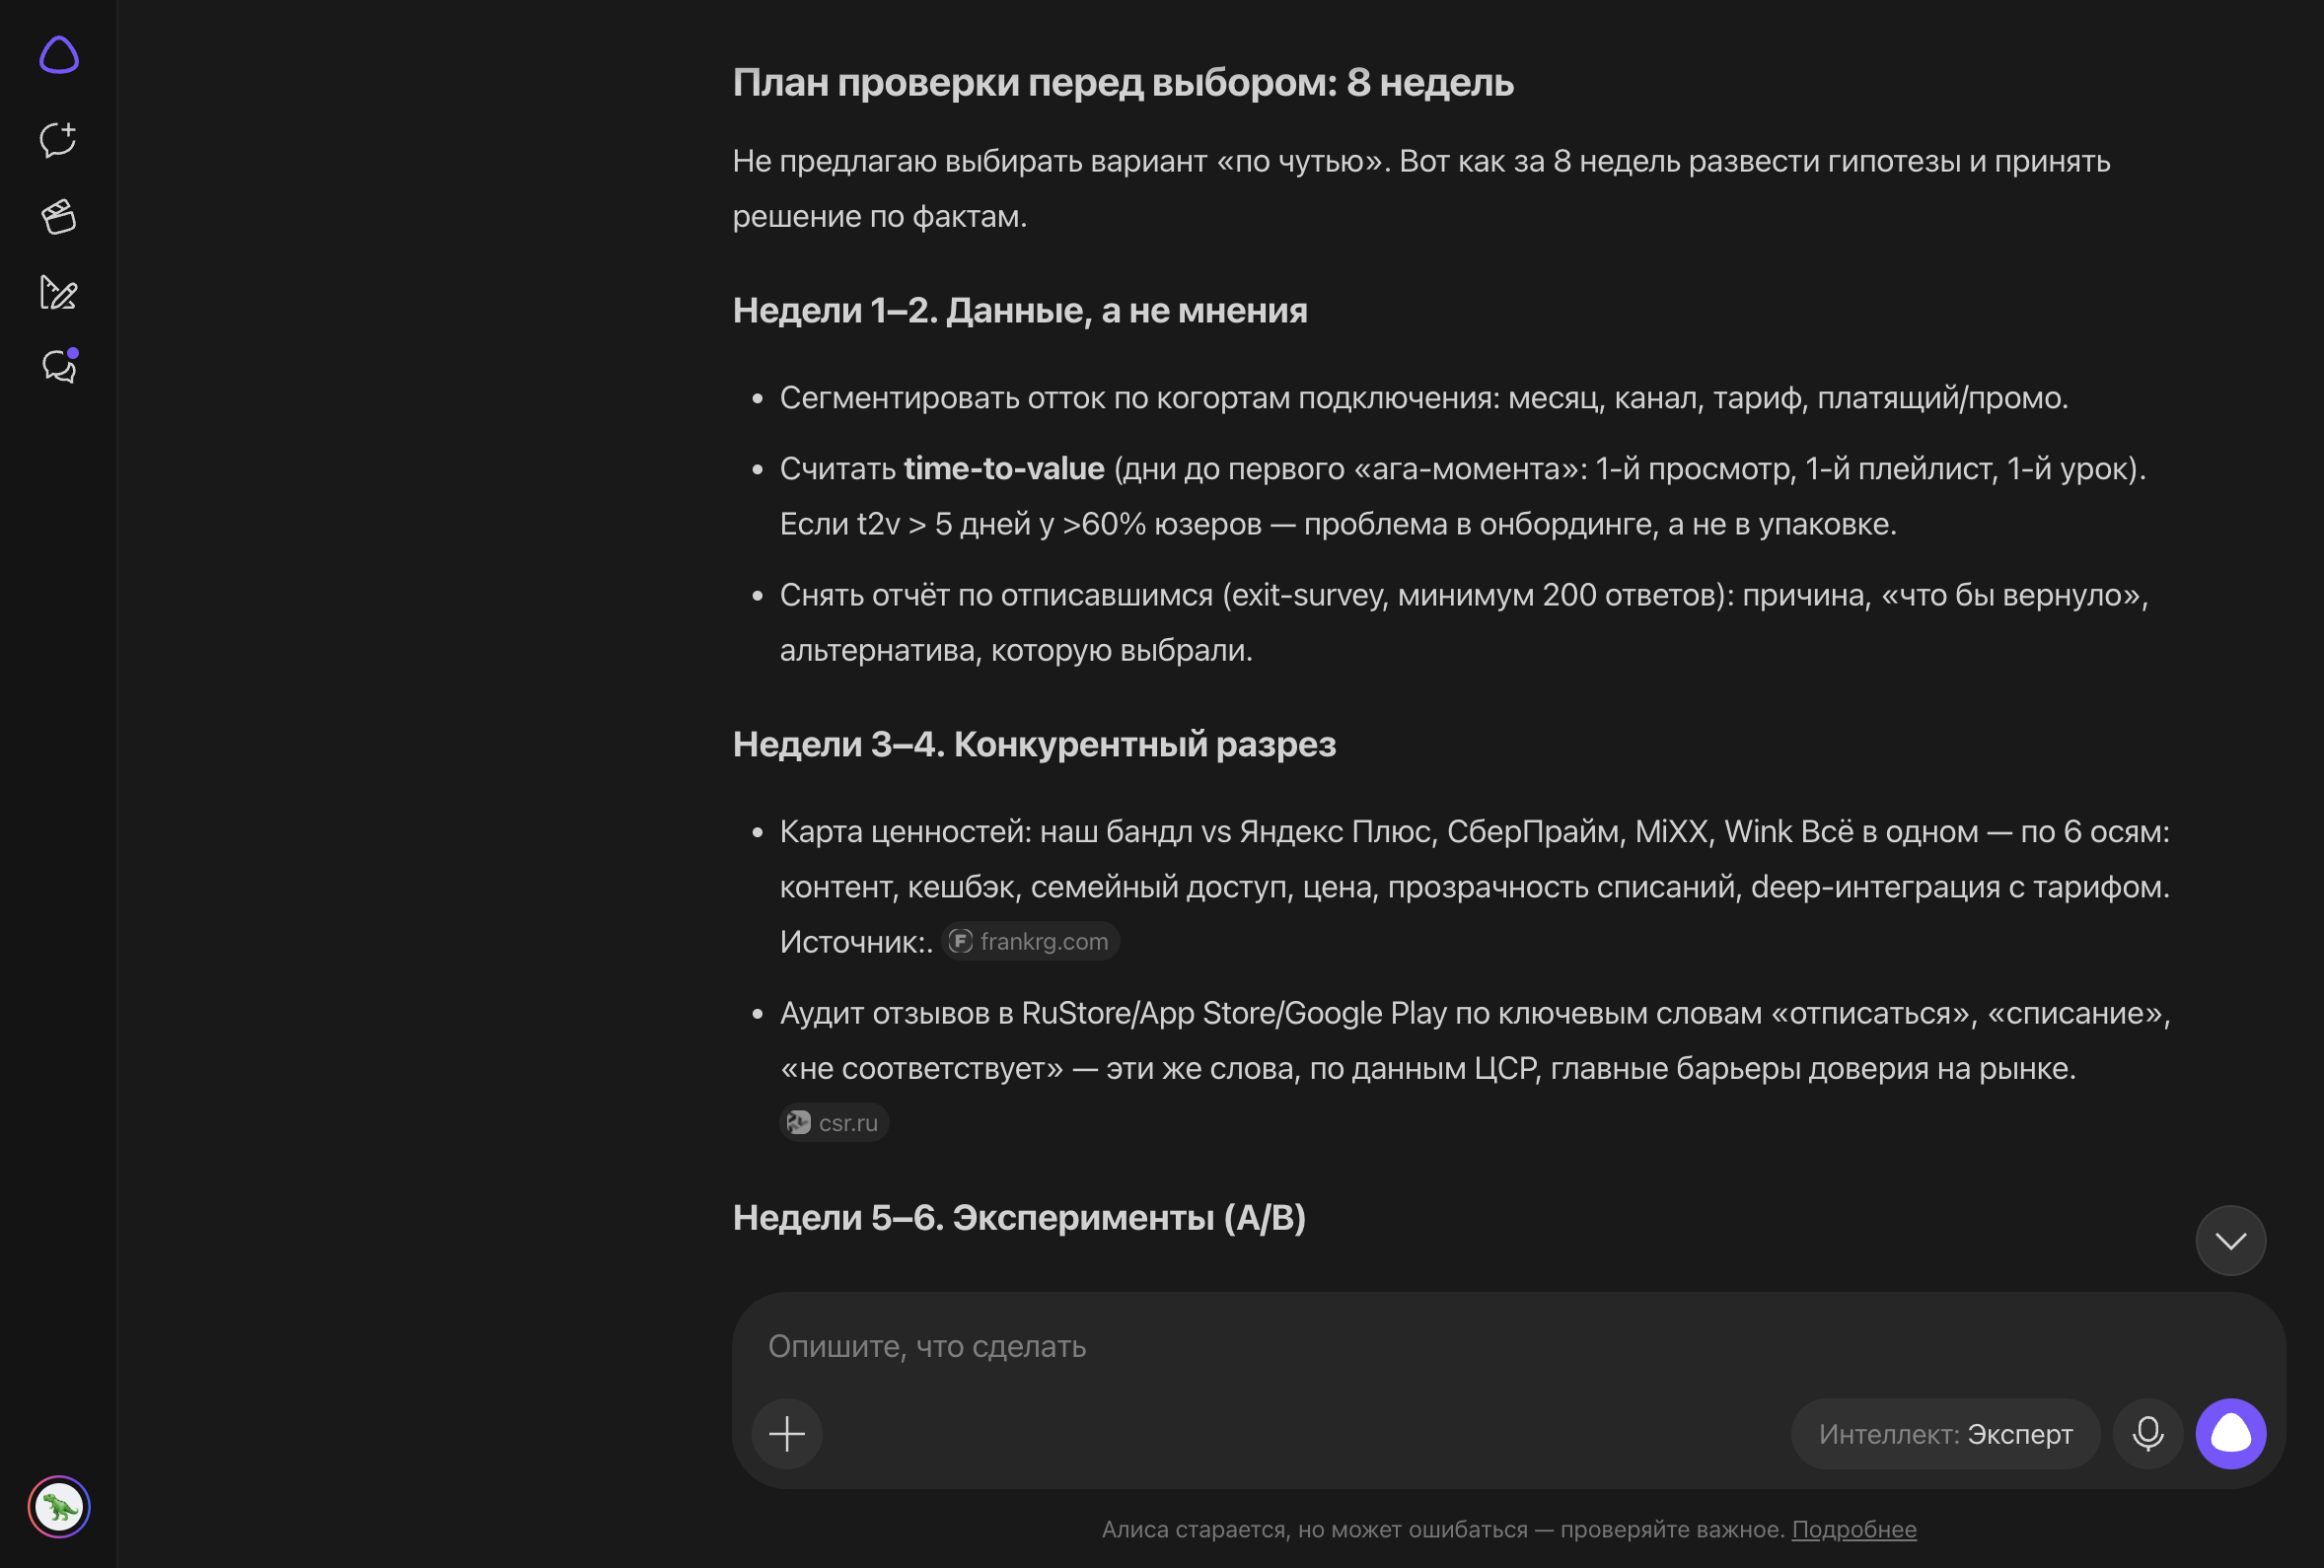 План проверки перед выбором: 8 недель
Не предлагаю выбирать вариант «по чутью». Вот как за 8 недель развести гипотезы и принять
решение по фактам.
Недели 1–2. Данные, а не мнения
• Сегментировать отток по когортам подключения: месяц, канал, тариф, платящий/промо.
• Считать time-to-value (дни до первого «ага-момента»: 1-й просмотр, 1-й плейлист, 1-й урок).
Если t2v > 5 дней у >60% юзеров — проблема в онбординге, а не в упаковке.
• Снять отчёт по отписавшимся (exit-survey, минимум 200 ответов): причина, «что бы вернуло»,
альтернатива, которую выбрали.
Недели 3–4. Конкурентный разрез
• Карта ценностей: наш бандл vs Яндекс Плюс, СберПрайм, MiXX, Wink Всё в одном — по 6 осям:
контент, кешбэк, семейный доступ, цена, прозрачность списаний, deep-интеграция с тарифом.
Источник:. F frankrg.com
• Аудит отзывов в RuStore/App Store/Google Play по ключевым словам «отписаться», «списание»,
«не соответствует» — эти же слова, по данным ЦСР, главные барьеры доверия на рынке.
csr.ru
Недели 5–6. Эксперименты (A/B)
Опишите, что сделать
Интеллект: Эксперт
Алиса старается, но может ошибаться — проверяйте важное. Подробнее